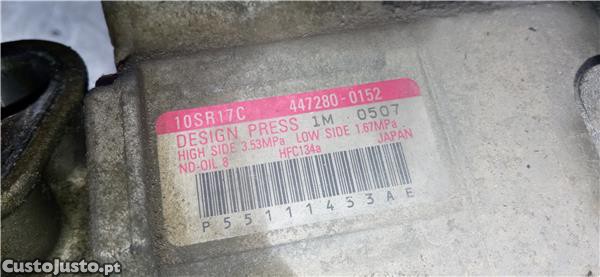 10SR17C 447280-0152
DESIGN PRESS 1M 0507
HIGH SIDE 3.53MPa LOW SIDE 1.67MPa
ND-OIL 8 HFC134a JAPAN
P55111453AE
CustoJusto.pt